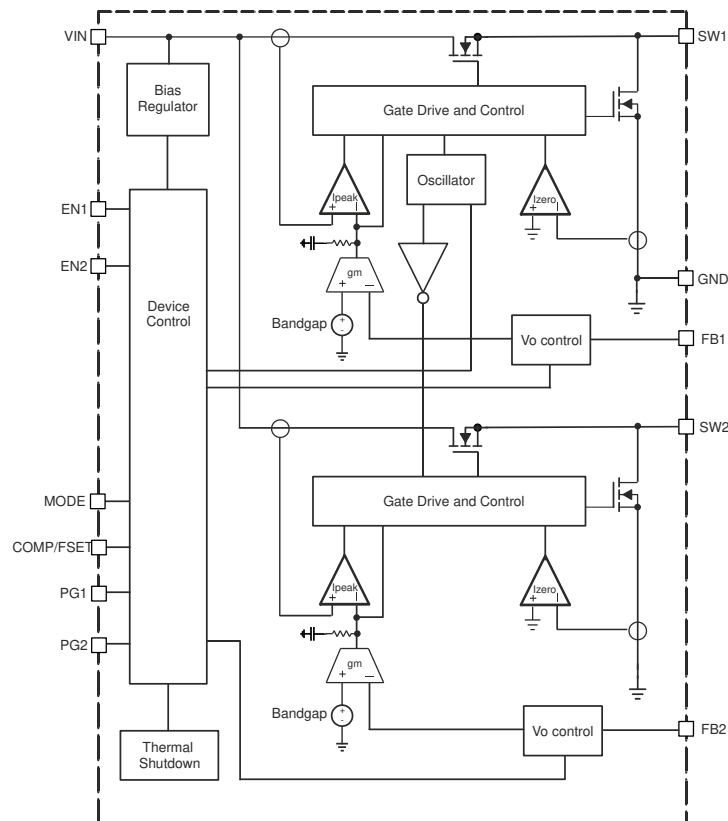 VIN
SW1
Bias
Regulator
Gate Drive and Control
Ipeak
+ –
Oscillator
Izero
+ –
EN1
EN2
gm
+ –
GND
Device
Control
Bandgap
+
-
Vo control
FB1
SW2
MODE
Gate Drive and Control
COMP/FSET
Ipeak
+ –
Izero
+ –
PG1
PG2
gm
+ –
Bandgap
+
-
Vo control
FB2
Thermal
Shutdown